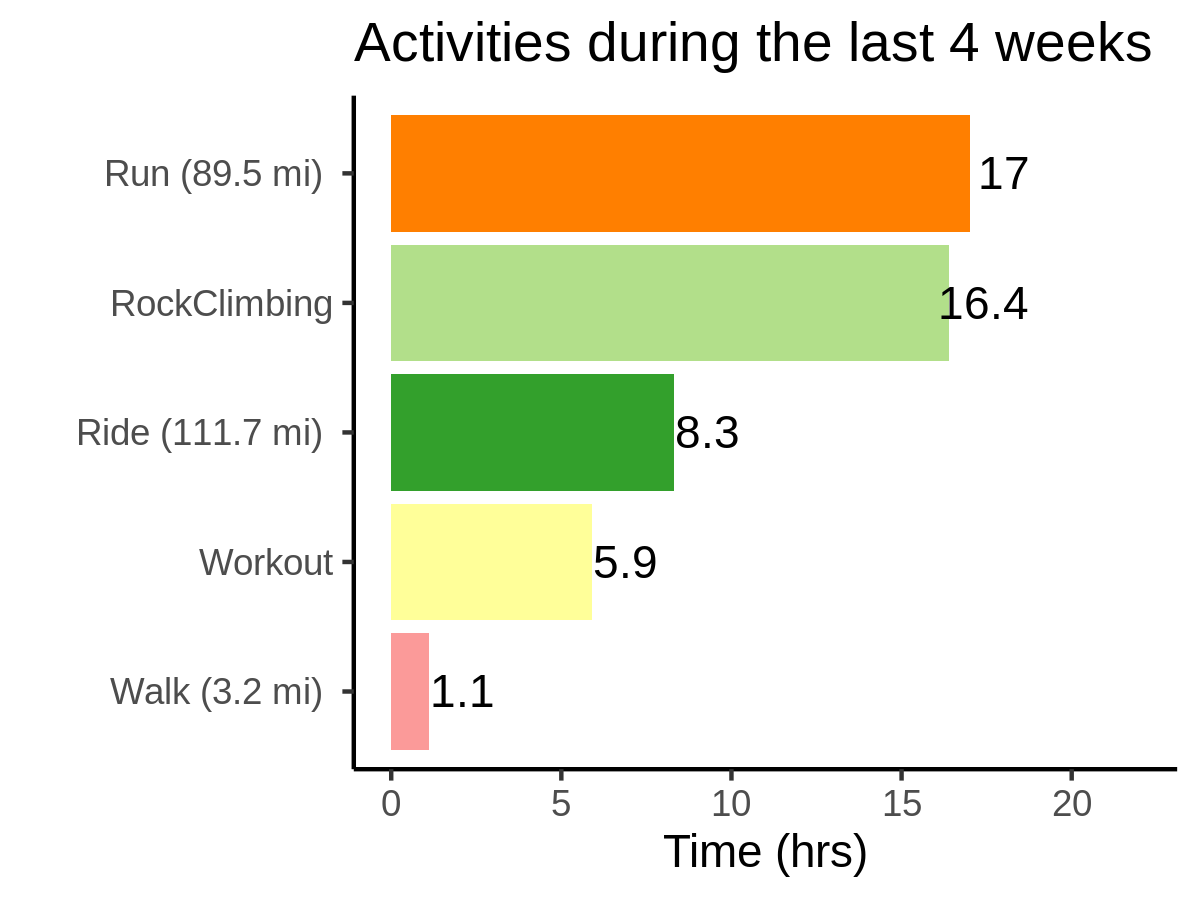 Activities during the last 4 weeks
Run (89.5 mi)
17
RockClimbing
16.4
Ride (111.7 mi)
8.3
Workout
5.9
Walk (3.2 mi)
1.1
0 5 10 15 20
Time (hrs)